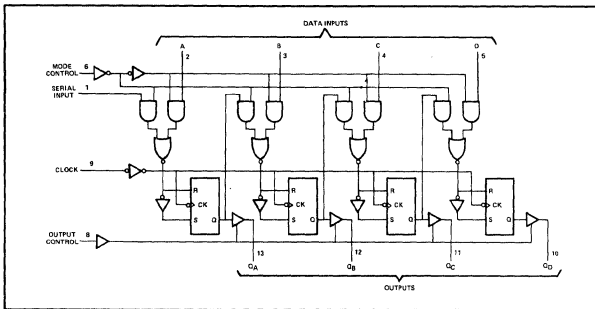 DATA INPUTS
A B C D
2 3 4 5
MODE CONTROL 6
SERIAL INPUT 1
CLOCK 9
R CK S Q
R CK S Q
R CK S Q
R CK S Q
OUTPUT CONTROL 8
13 12 11 10
QA QB QC QD
OUTPUTS